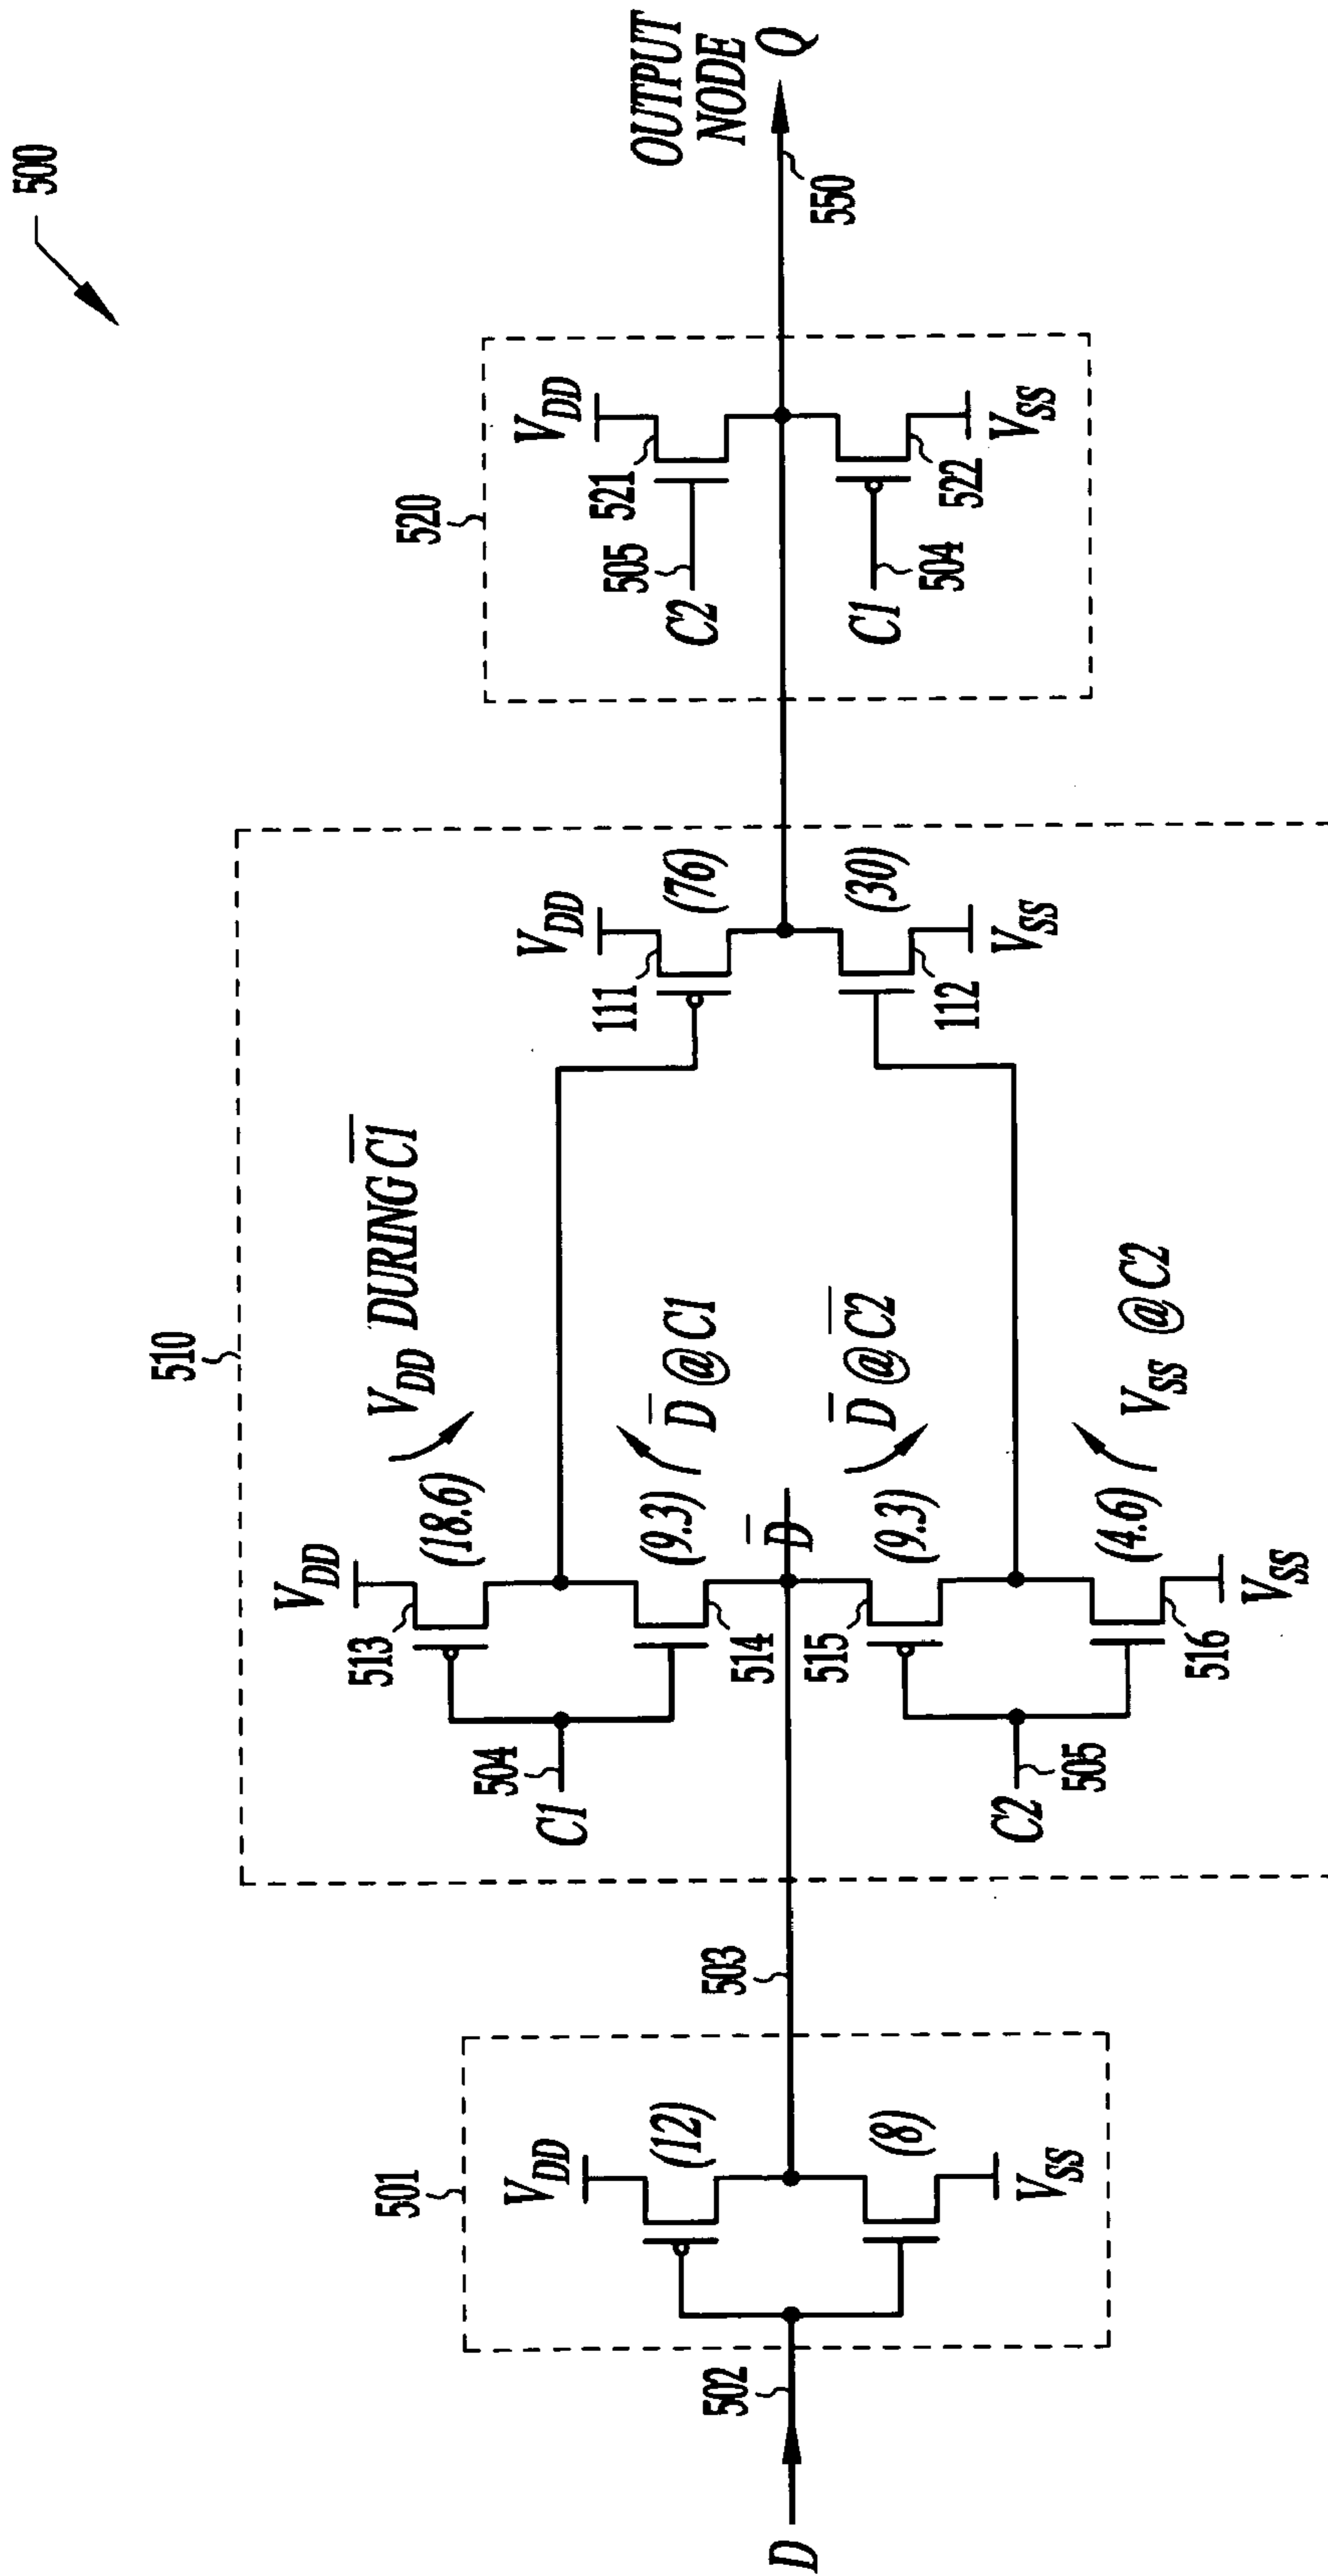 500
501
V_DD
(12)
(8)
V_SS
D
502
503
510
V_DD
513
(18.6)
V_DD DURING C̅1̅
504
C1
514
(9.3)
D̅ @ C1
D̅
515
(9.3)
D̅ @ C̅2̅
505
C2
516
(4.6)
V_SS @ C2
V_SS
V_DD
111
(76)
112
(30)
V_SS
520
V_DD
521
505
C2
504
C1
522
V_SS
OUTPUT
NODE
Q
550